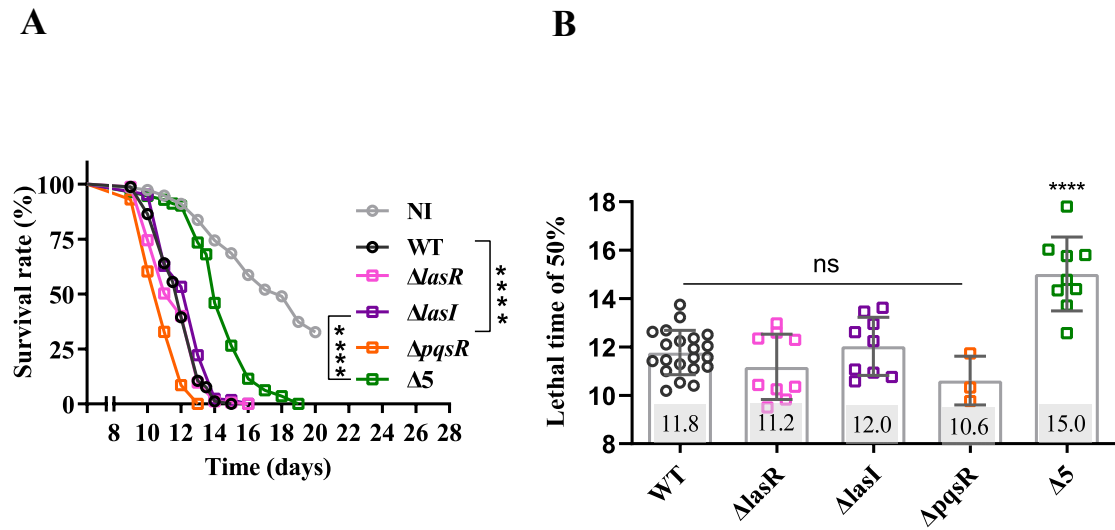 A
B
Survival rate (%)
100
75
50
25
0
8 10 12 14 16 18 20 22 24 26 28
Time (days)
NI
WT
ΔlasR
ΔlasI
ΔpqsR
Δ5
****
****
Lethal time of 50%
18
16
14
12
10
8
ns
****
11.8 11.2 12.0 10.6 15.0
WT ΔlasR ΔlasI ΔpqsR Δ5